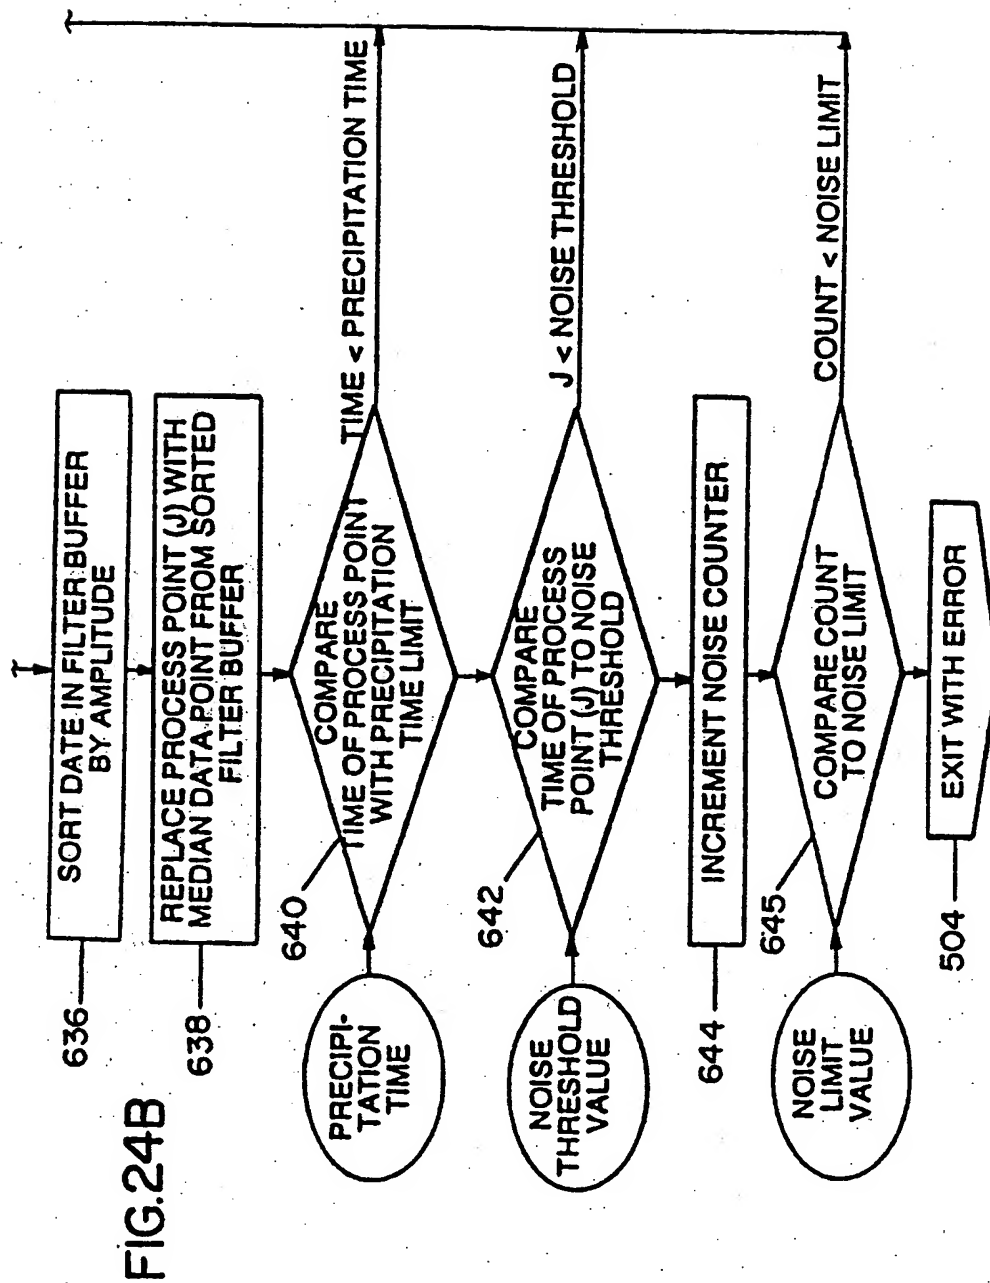 FIG.24B
636
SORT DATE IN FILTER BUFFER
BY AMPLITUDE
638
REPLACE PROCESS POINT (J) WITH
MEDIAN DATA POINT FROM SORTED
FILTER BUFFER
PRECIPI-
TATION
TIME
640
COMPARE
TIME OF PROCESS POINT
WITH PRECIPITATION
TIME LIMIT
TIME < PRECIPITATION TIME
NOISE
THRESHOLD
VALUE
642
COMPARE
TIME OF PROCESS
POINT (J) TO NOISE
THRESHOLD
J < NOISE THRESHOLD
644
INCREMENT NOISE COUNTER
NOISE
LIMIT
VALUE
645
COMPARE COUNT
TO NOISE LIMIT
COUNT < NOISE LIMIT
504
EXIT WITH ERROR